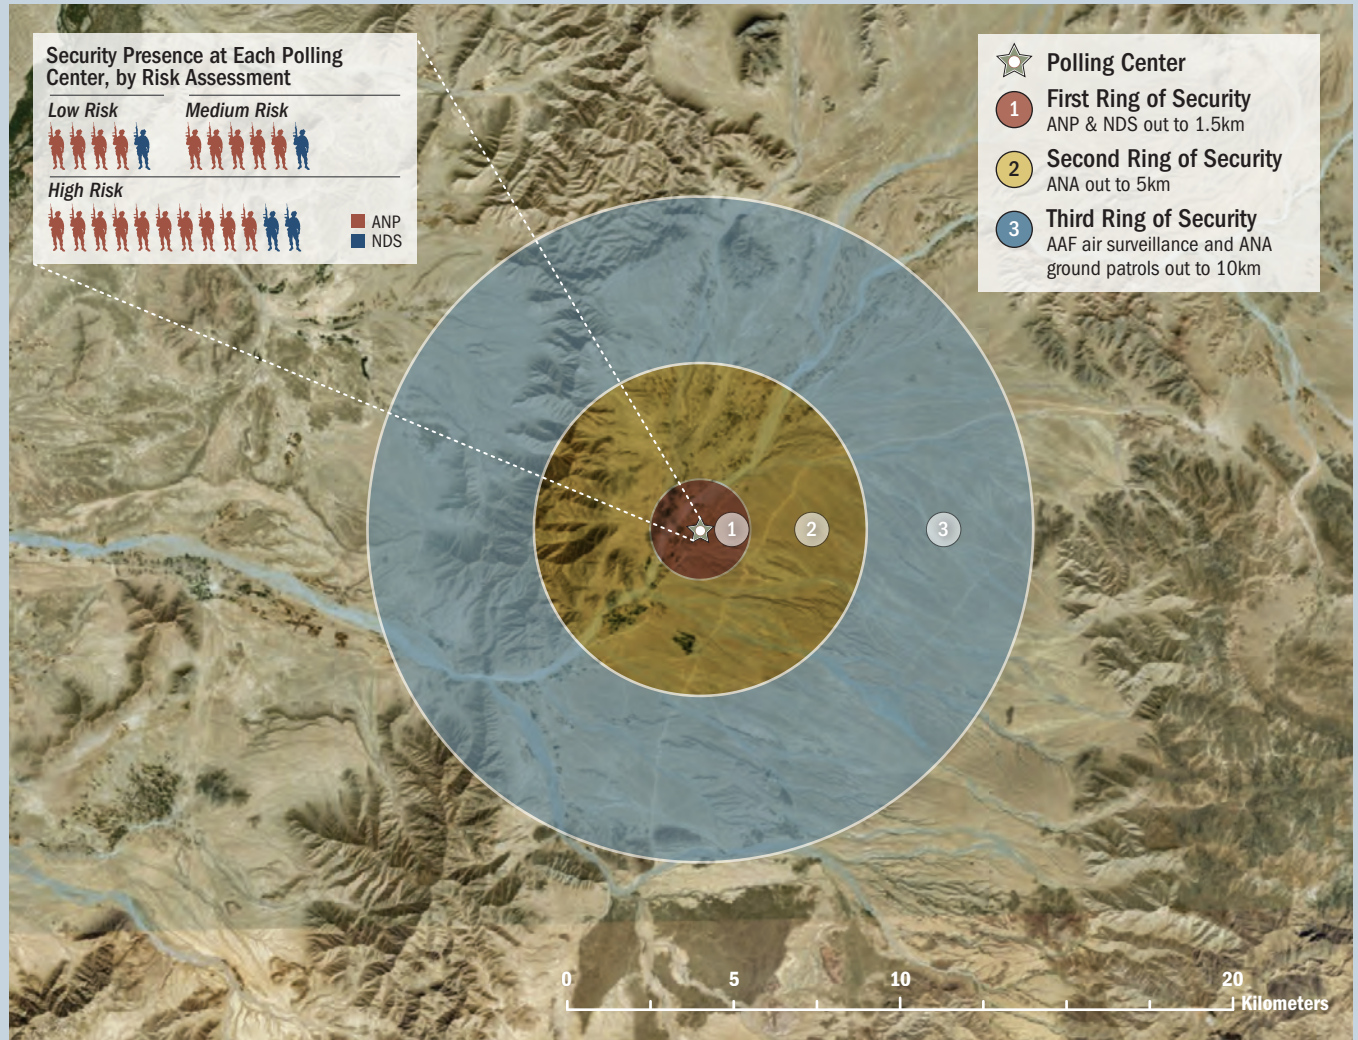 Security Presence at Each Polling
Center, by Risk Assessment
Low Risk
Medium Risk
High Risk
ANP
NDS
Polling Center
1
First Ring of Security
ANP & NDS out to 1.5km
2
Second Ring of Security
ANA out to 5km
3
Third Ring of Security
AAF air surveillance and ANA
ground patrols out to 10km
1 2 3
0 5 10 20
Kilometers